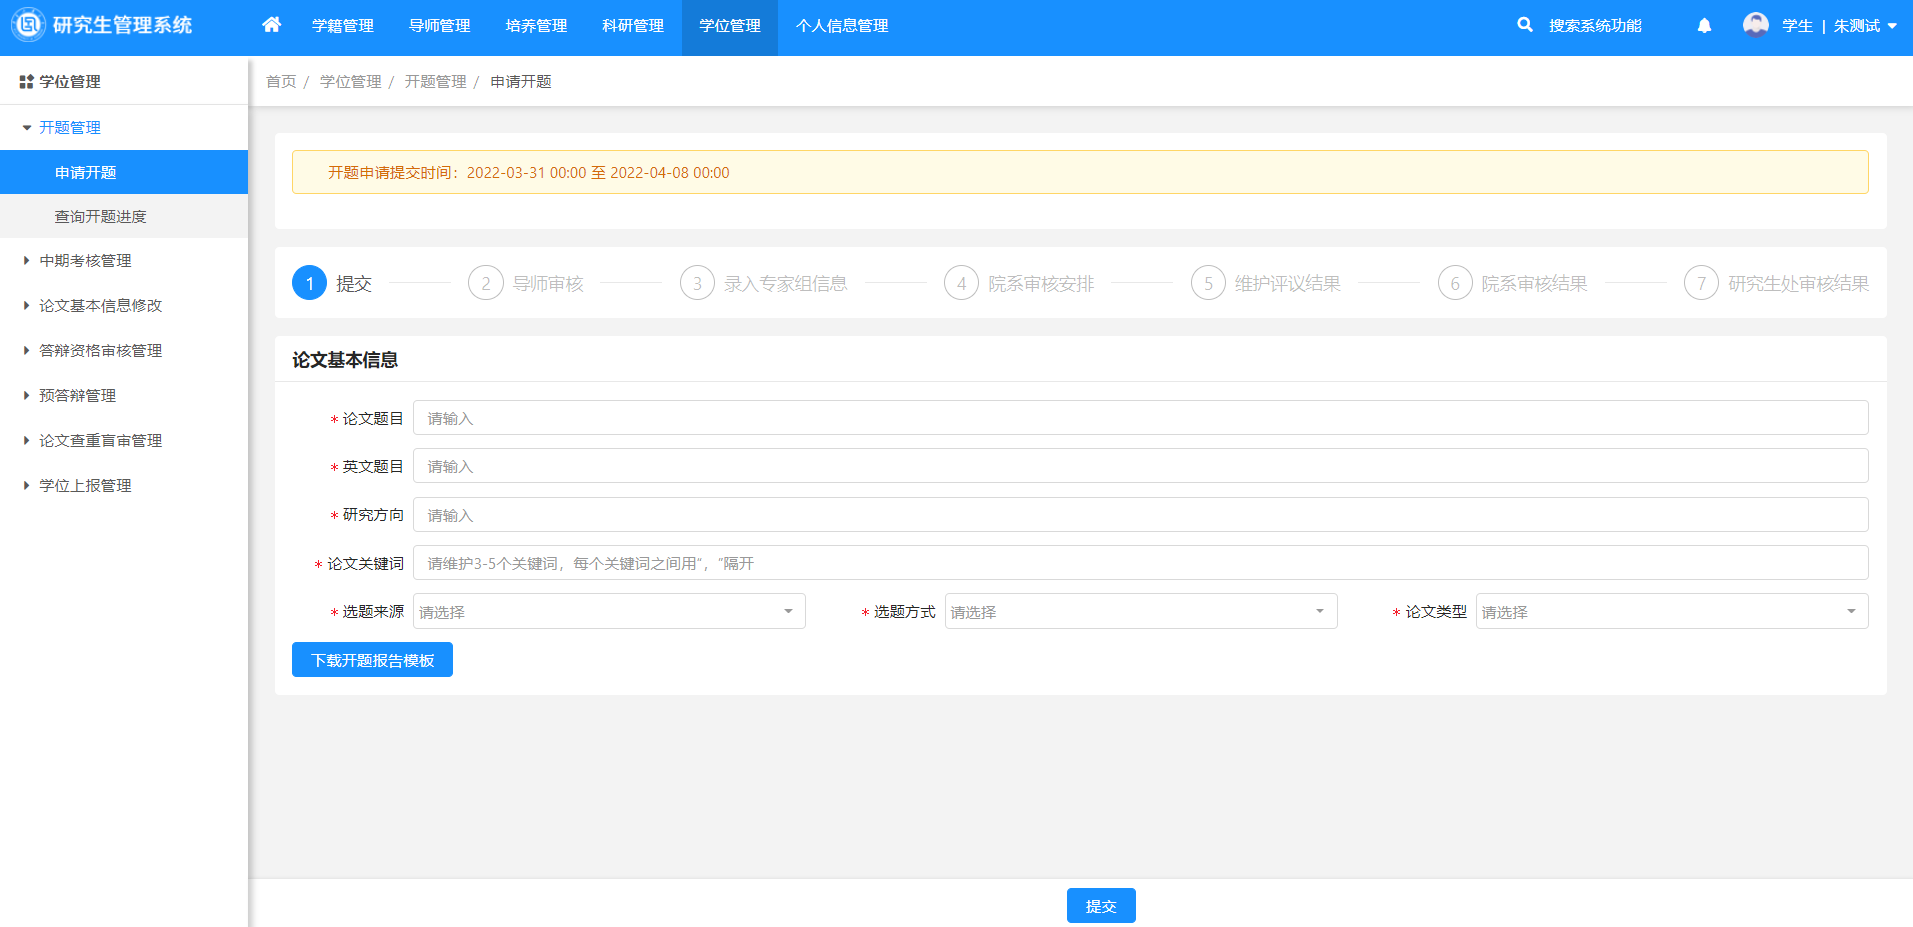 研究生管理系统
学籍管理
导师管理
培养管理
科研管理
学位管理
个人信息管理
搜索系统功能
学生 | 朱测试
学位管理
开题管理
申请开题
查询开题进度
中期考核管理
论文基本信息修改
答辩资格审核管理
预答辩管理
论文查重盲审管理
学位上报管理
首页 / 学位管理 / 开题管理 / 申请开题
开题申请提交时间：2022-03-31 00:00 至 2022-04-08 00:00
1 提交
2 导师审核
3 录入专家组信息
4 院系审核安排
5 维护评议结果
6 院系审核结果
7 研究生处审核结果
论文基本信息
* 论文题目 请输入
* 英文题目 请输入
* 研究方向 请输入
* 论文关键词 请维护3-5个关键词，每个关键词之间用"，"隔开
* 选题来源 请选择
* 选题方式 请选择
* 论文类型 请选择
下载开题报告模板
提交